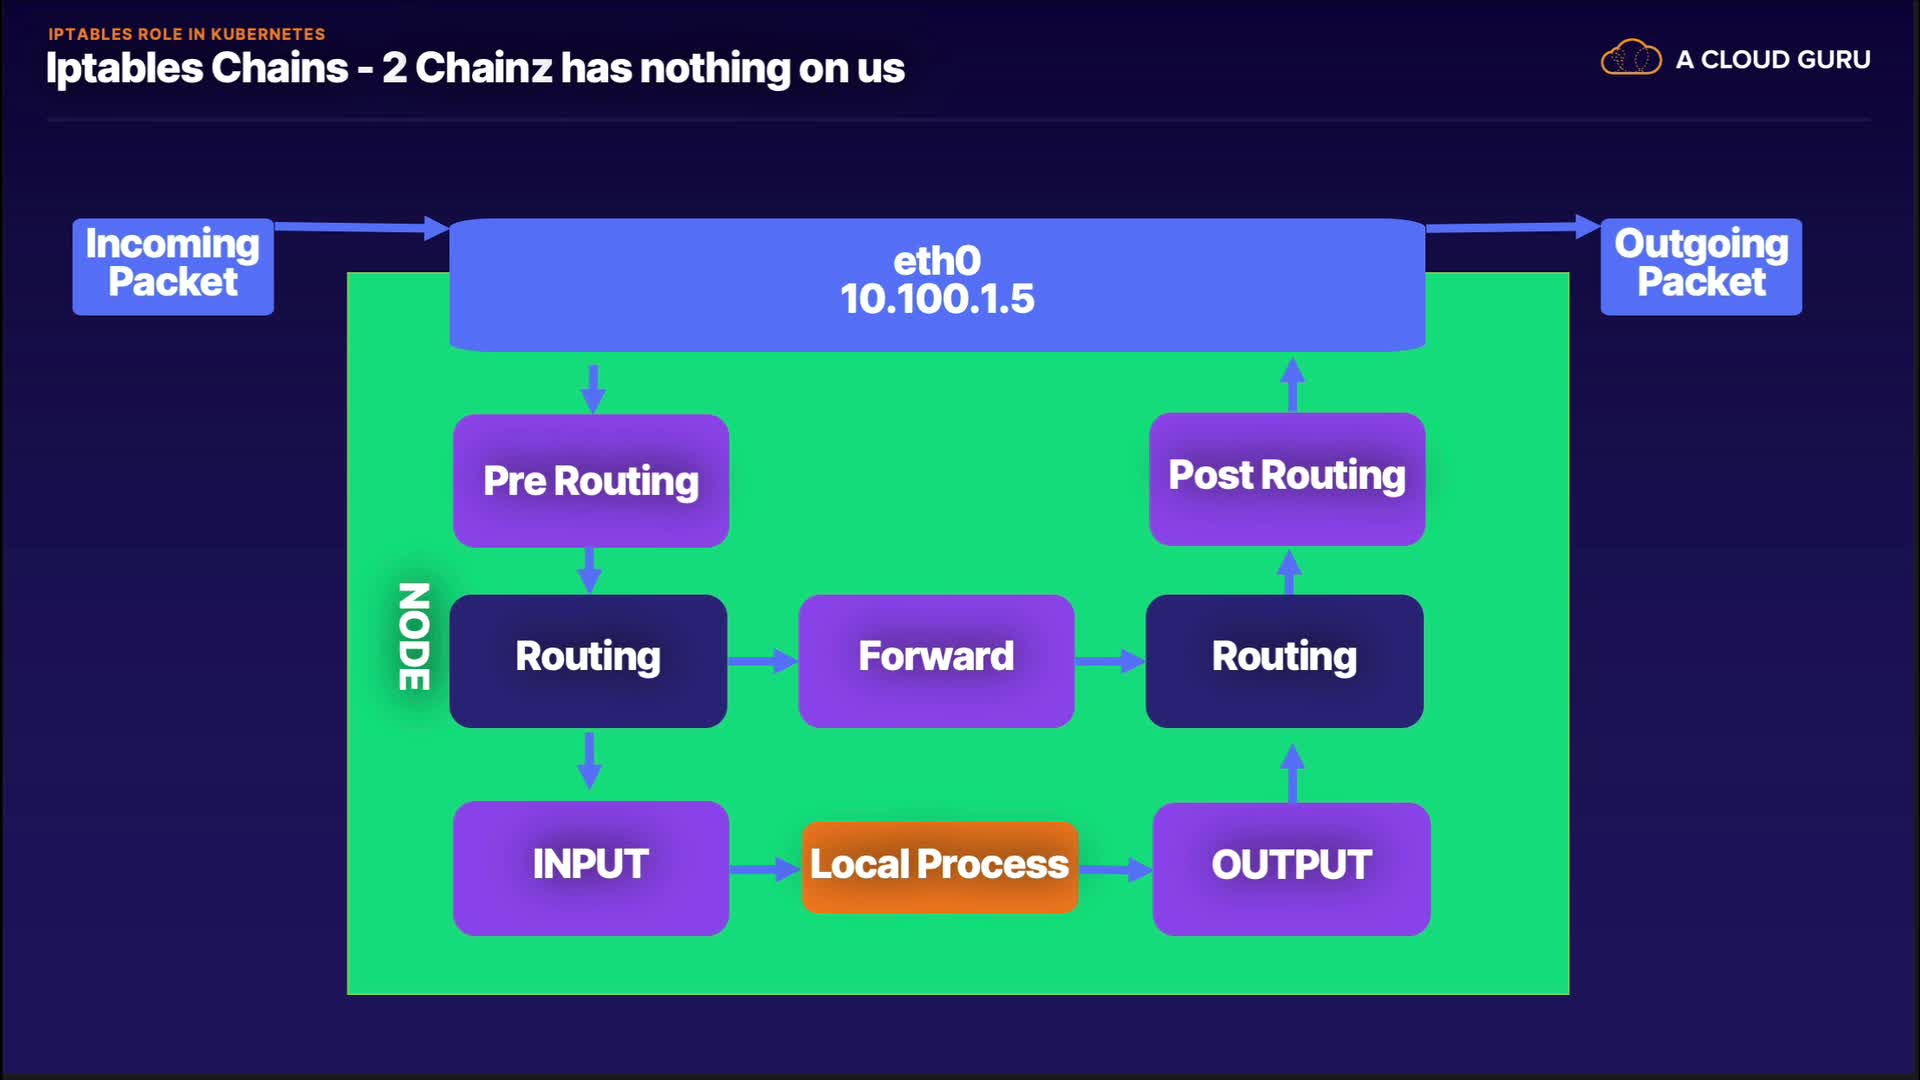 IPTABLES ROLE IN KUBERNETES
Iptables Chains - 2 Chainz has nothing on us
A CLOUD GURU
Incoming
Packet
eth0
10.100.1.5
Outgoing
Packet
Pre Routing
Post Routing
NODE
Routing
Forward
Routing
INPUT
Local Process
OUTPUT